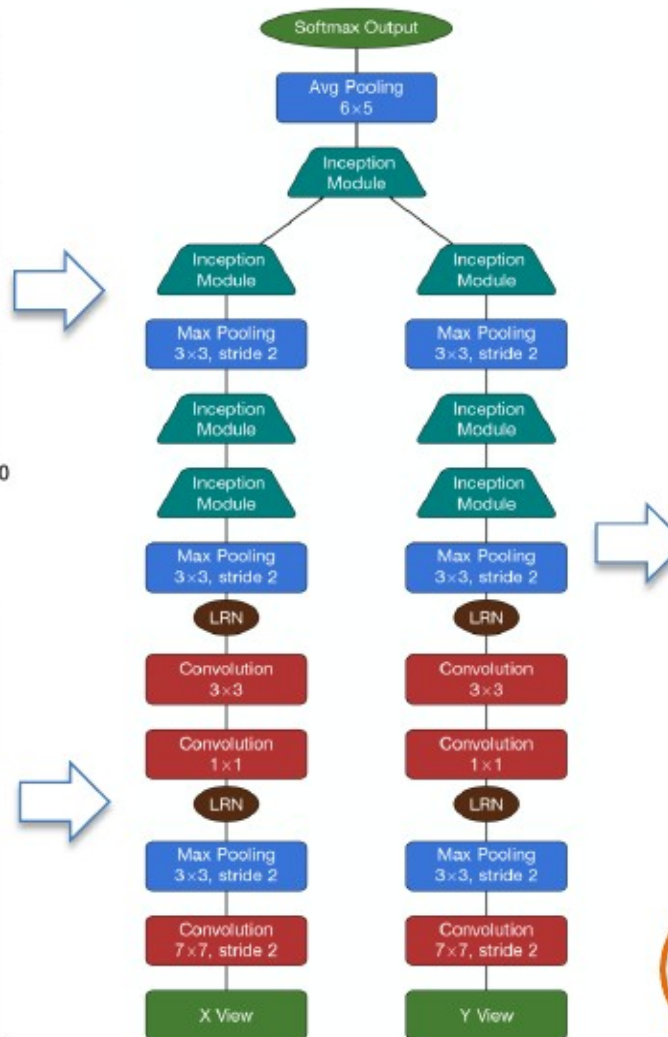 Softmax Output
Avg Pooling
6×5
Inception
Module
Inception
Module
Inception
Module
Max Pooling
3×3, stride 2
Max Pooling
3×3, stride 2
Inception
Module
Inception
Module
0
Inception
Module
Inception
Module
Max Pooling
3×3, stride 2
Max Pooling
3×3, stride 2
LRN
LRN
Convolution
3×3
Convolution
3×3
Convolution
1×1
Convolution
1×1
LRN
LRN
Max Pooling
3×3, stride 2
Max Pooling
3×3, stride 2
Convolution
7×7, stride 2
Convolution
7×7, stride 2
X View
Y View